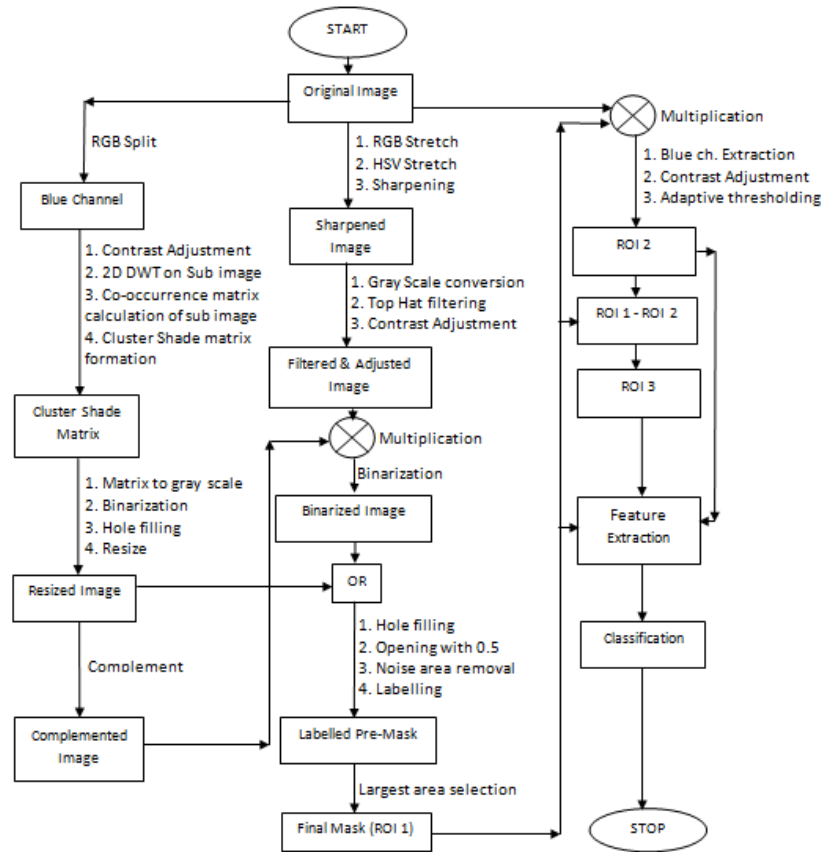 START
Original Image
Multiplication
RGB Split
1. RGB Stretch
2. HSV Stretch
3. Sharpening
1. Blue ch. Extraction
2. Contrast Adjustment
3. Adaptive thresholding
Blue Channel
Sharpened
Image
ROI 2
1. Contrast Adjustment
2. 2D DWT on Sub image
3. Co-occurrence matrix
calculation of sub image
4. Cluster Shade matrix
formation
1. Gray Scale conversion
2. Top Hat filtering
3. Contrast Adjustment
ROI 1 - ROI 2
Filtered & Adjusted
Image
ROI 3
Cluster Shade
Matrix
Multiplication
Binarization
1. Matrix to gray scale
2. Binarization
3. Hole filling
4. Resize
Binarized Image
Feature
Extraction
Resized Image
OR
1. Hole filling
2. Opening with 0.5
3. Noise area removal
4. Labelling
Classification
Complement
Complemented
Image
Labelled Pre-Mask
Largest area selection
Final Mask (ROI 1)
STOP